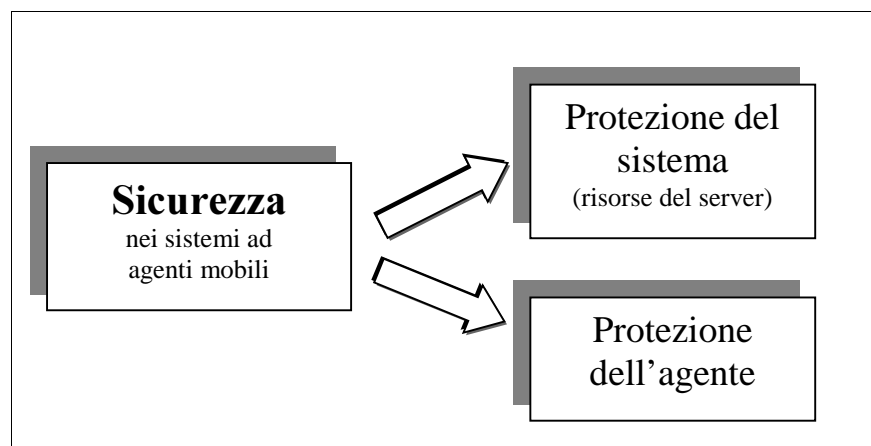 Sicurezza
nei sistemi ad
agenti mobili
Protezione del
sistema
(risorse del server)
Protezione
dell’agente